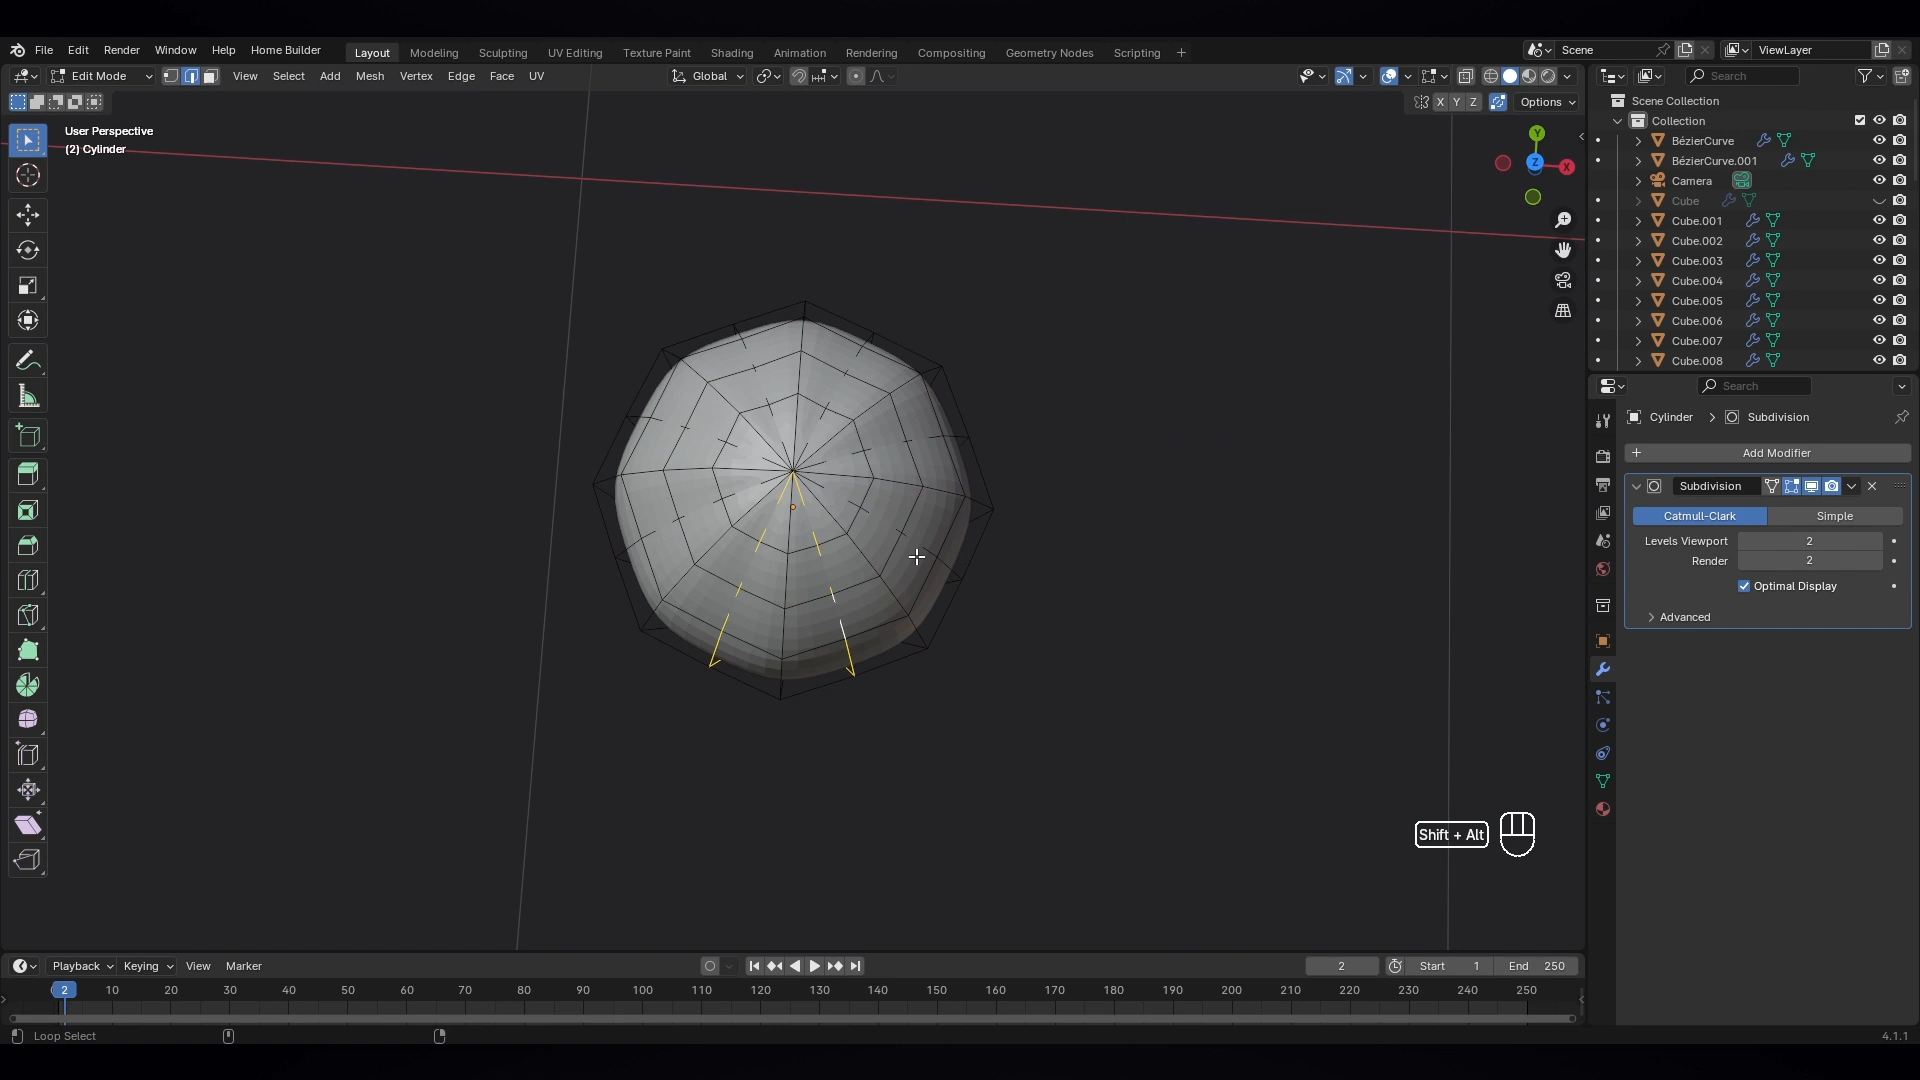 File Edit Render Window Help Home Builder Layout Modeling Sculpting UV Editing Texture Paint Shading Animation Rendering Compositing Geometry Nodes Scripting + Scene ViewLayer
Edit Mode View Select Add Mesh Vertex Edge Face UV Global Search
X Y Z Options
User Perspective
(2) Cylinder
Y
Z X
Scene Collection
Collection
BézierCurve
BézierCurve.001
Camera
Cube
Cube.001
Cube.002
Cube.003
Cube.004
Cube.005
Cube.006
Cube.007
Cube.008
Search
Cylinder > Subdivision
+ Add Modifier
Subdivision
Catmull-Clark Simple
Levels Viewport 2
Render 2
Optimal Display
Advanced
Shift + Alt
Playback Keying View Marker 2 Start 1 End 250
2 10 20 30 40 50 60 70 80 90 100 110 120 130 140 150 160 170 180 190 200 210 220 230 240 250
Loop Select 4.1.1